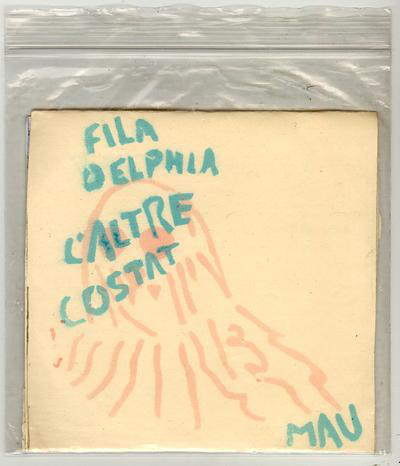 FILA
DELPHIA
L'ALTRE
COSTAT
MAU